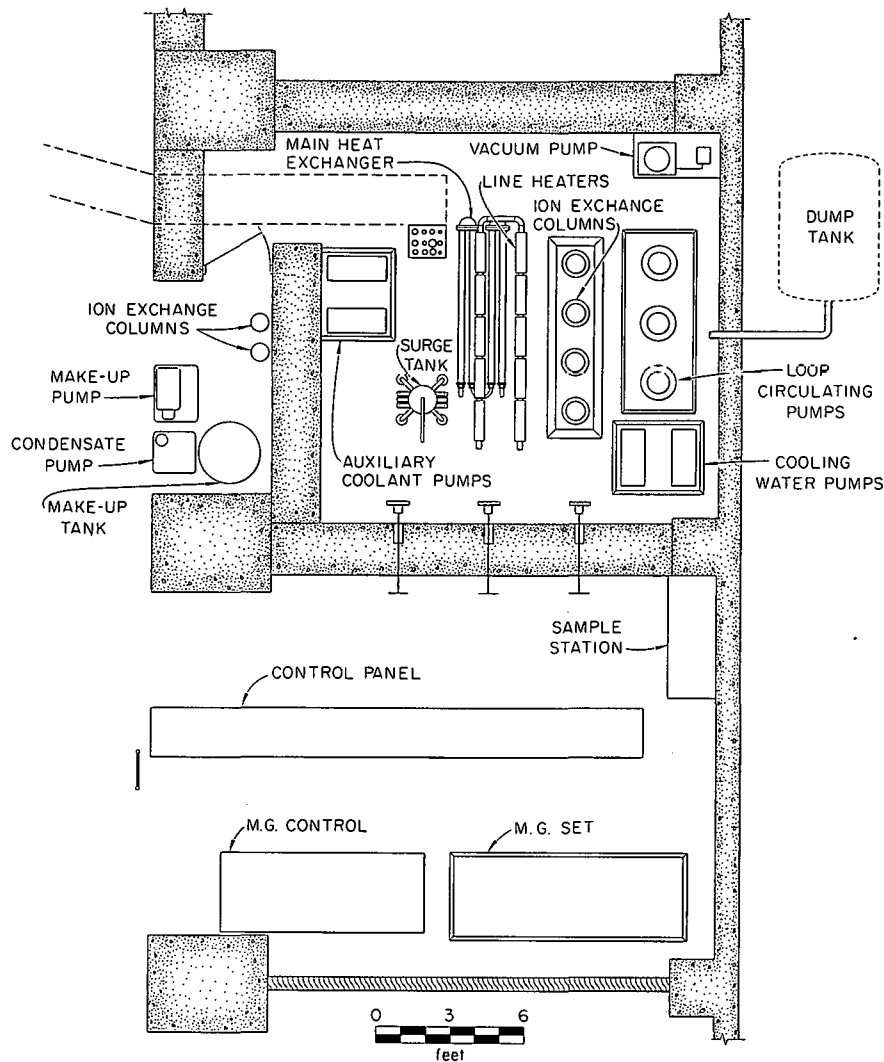 MAIN HEAT
EXCHANGER
VACUUM PUMP
LINE HEATERS
ION EXCHANGE
COLUMNS
DUMP
TANK
ION EXCHANGE
COLUMNS
SURGE
TANK
MAKE-UP
PUMP
LOOP
CIRCULATING
PUMPS
CONDENSATE
PUMP
AUXILIARY
COOLANT PUMPS
COOLING
WATER PUMPS
MAKE-UP
TANK
SAMPLE
STATION
CONTROL PANEL
M.G. CONTROL
M.G. SET
0 3 6
feet